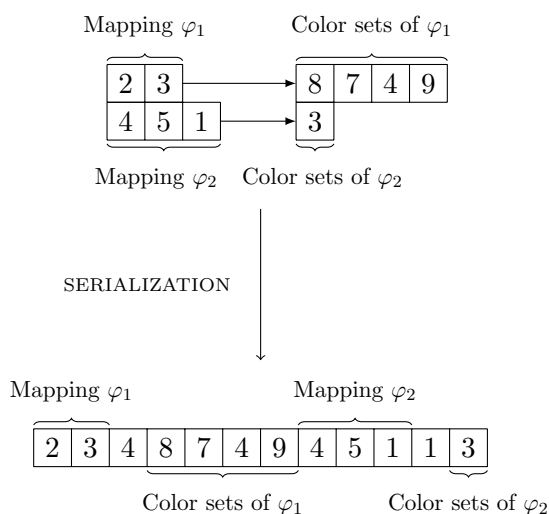 Mapping φ₁ Color sets of φ₁
2 3 8 7 4 9
4 5 1 3
Mapping φ₂ Color sets of φ₂
SERIALIZATION
Mapping φ₁ Mapping φ₂
2 3 4 8 7 4 9 4 5 1 1 3
Color sets of φ₁ Color sets of φ₂